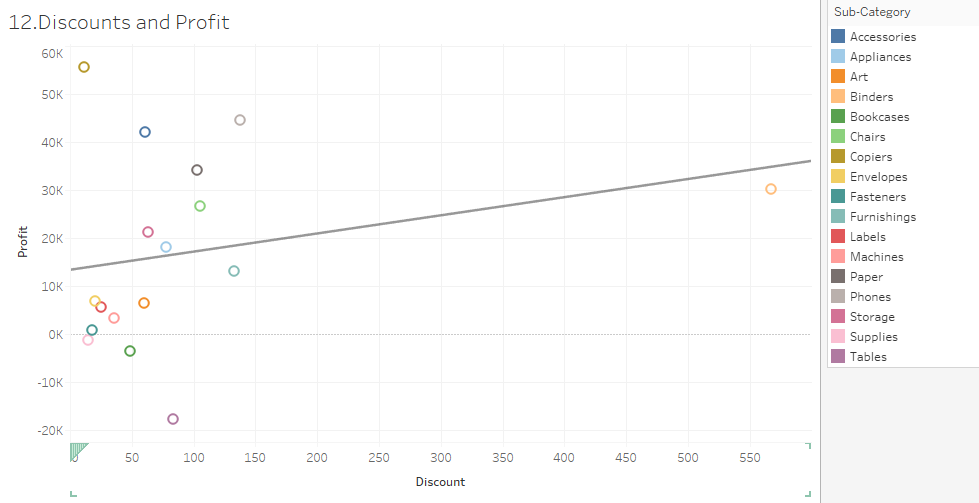 12.Discounts and Profit
Sub-Category
Accessories
Appliances
Art
Binders
Bookcases
Chairs
Copiers
Envelopes
Fasteners
Furnishings
Labels
Machines
Paper
Phones
Storage
Supplies
Tables
Profit
60K
50K
40K
30K
20K
10K
0K
-10K
-20K
0 50 100 150 200 250 300 350 400 450 500 550
Discount